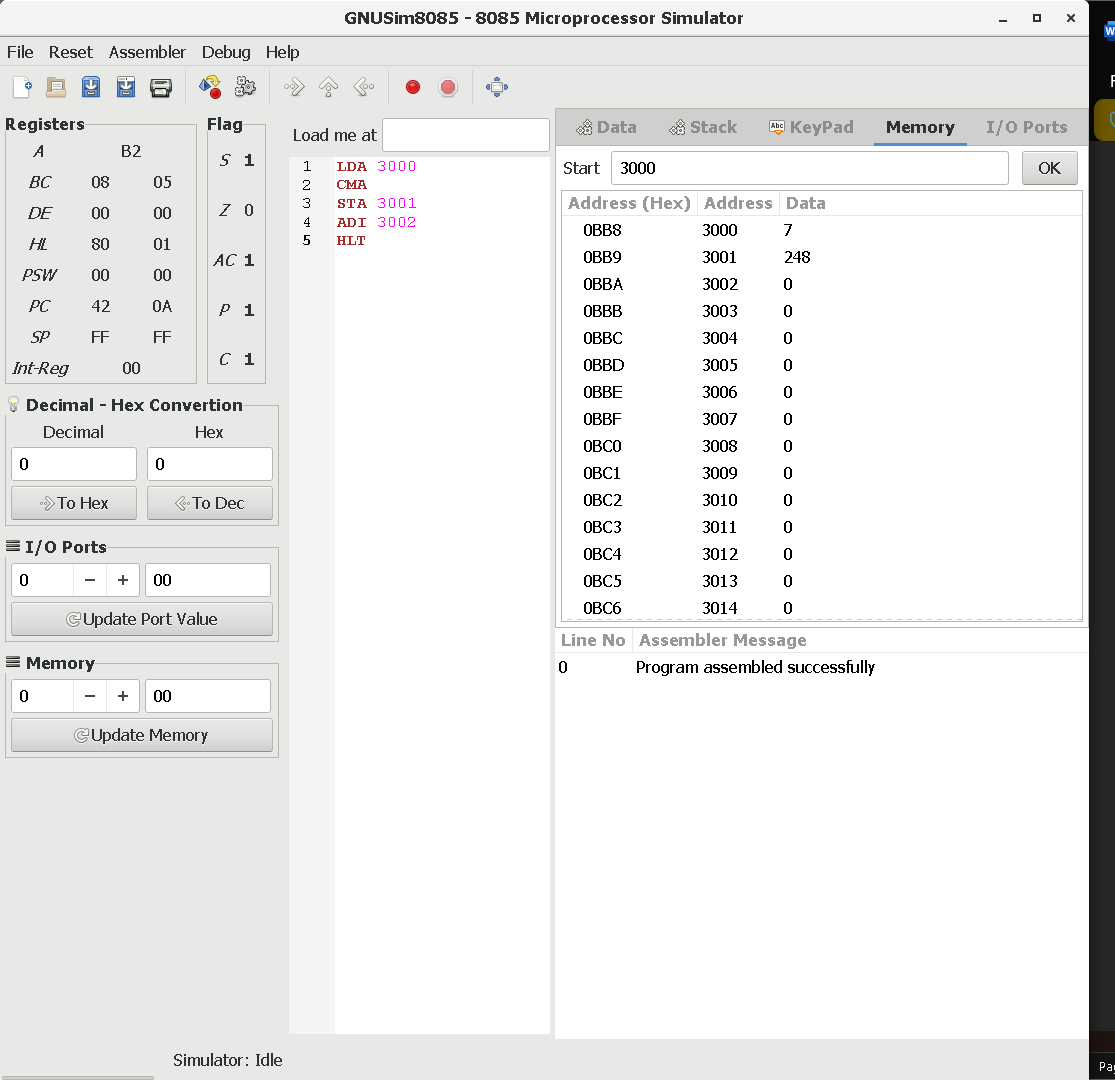 GNUSim8085 - 8085 Microprocessor Simulator
File Reset Assembler Debug Help
Registers
A B2
BC 08 05
DE 00 00
HL 80 01
PSW 00 00
PC 42 0A
SP FF FF
Int-Reg 00
Flag
S 1
Z 0
AC 1
P 1
C 1
Decimal - Hex Convertion
Decimal Hex
0 0
To Hex To Dec
I/O Ports
0 − + 00
Update Port Value
Memory
0 − + 00
Update Memory
Load me at
1 LDA 3000
2 CMA
3 STA 3001
4 ADI 3002
5 HLT
Data Stack Abc KeyPad Memory I/O Ports
Start 3000 OK
Address (Hex) Address Data
0BB8 3000 7
0BB9 3001 248
0BBA 3002 0
0BBB 3003 0
0BBC 3004 0
0BBD 3005 0
0BBE 3006 0
0BBF 3007 0
0BC0 3008 0
0BC1 3009 0
0BC2 3010 0
0BC3 3011 0
0BC4 3012 0
0BC5 3013 0
0BC6 3014 0
Line No Assembler Message
0 Program assembled successfully
Simulator: Idle